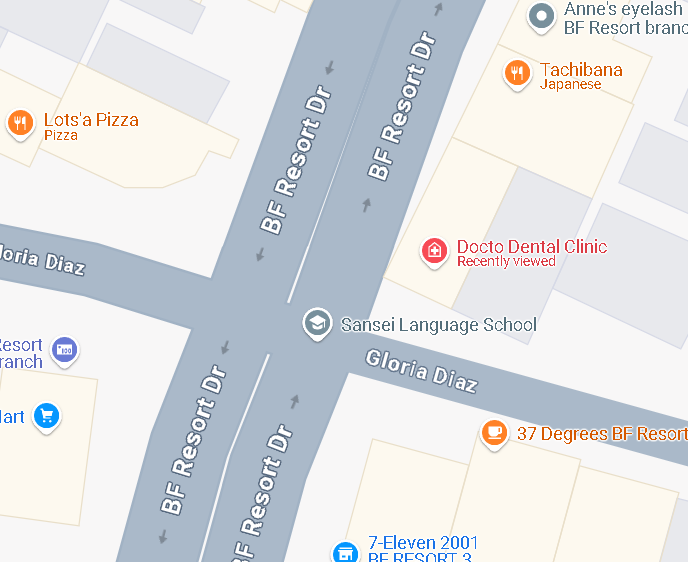 Anne's eyelash
BF Resort branc
Tachibana
Japanese
BF Resort Dr
BF Resort Dr
Lots'a Pizza
Pizza
Docto Dental Clinic
Recently viewed
loria Diaz
Sansei Language School
Resort
ranch
Gloria Diaz
BF Resort Dr
Mart
37 Degrees BF Resort
BF Resort Dr
7-Eleven 2001
BF RESORT 3